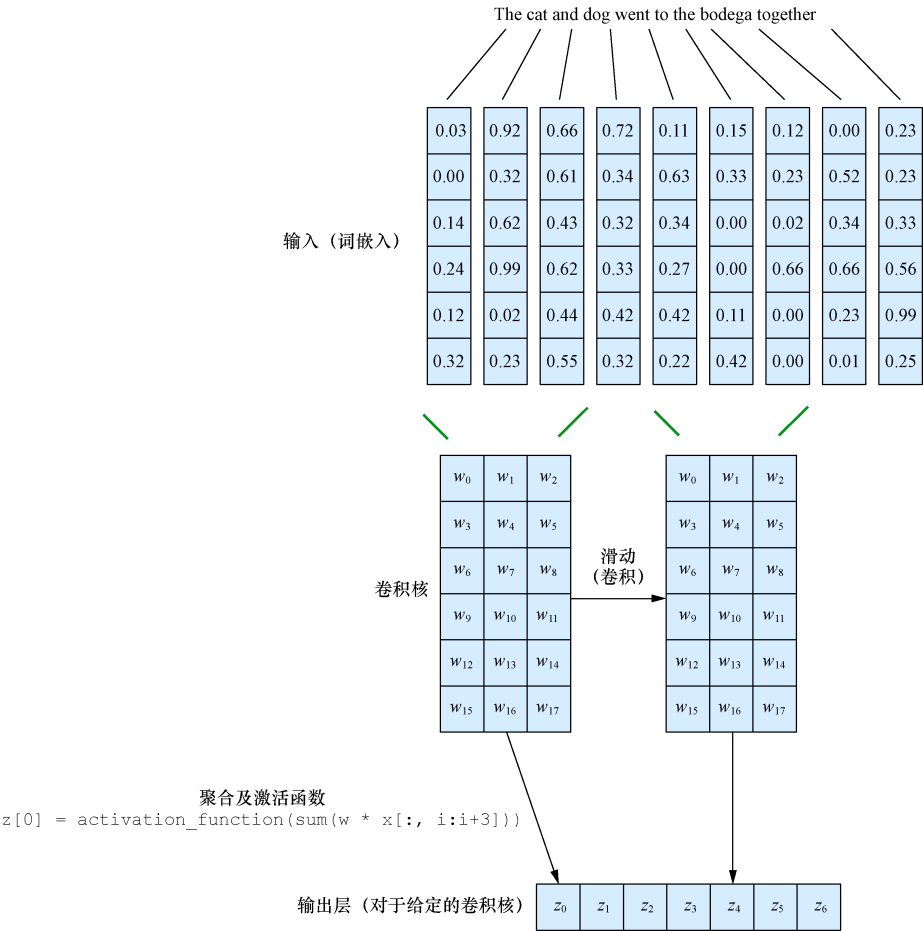 The cat and dog went to the bodega together
0.03 0.92 0.66 0.72 0.11 0.15 0.12 0.00 0.23
0.00 0.32 0.61 0.34 0.63 0.33 0.23 0.52 0.23
0.14 0.62 0.43 0.32 0.34 0.00 0.02 0.34 0.33
输入（词嵌入）
0.24 0.99 0.62 0.33 0.27 0.00 0.66 0.66 0.56
0.12 0.02 0.44 0.42 0.42 0.11 0.00 0.23 0.99
0.32 0.23 0.55 0.32 0.22 0.42 0.00 0.01 0.25
w0 w1 w2 w0 w1 w2
w3 w4 w5 w3 w4 w5
滑动
（卷积）
w6 w7 w8 w6 w7 w8
卷积核
w9 w10 w11 w9 w10 w11
w12 w13 w14 w12 w13 w14
w15 w16 w17 w15 w16 w17
聚合及激活函数
z[0] = activation_function(sum(w * x[:, i:i+3]))
输出层（对于给定的卷积核） z0 z1 z2 z3 z4 z5 z6